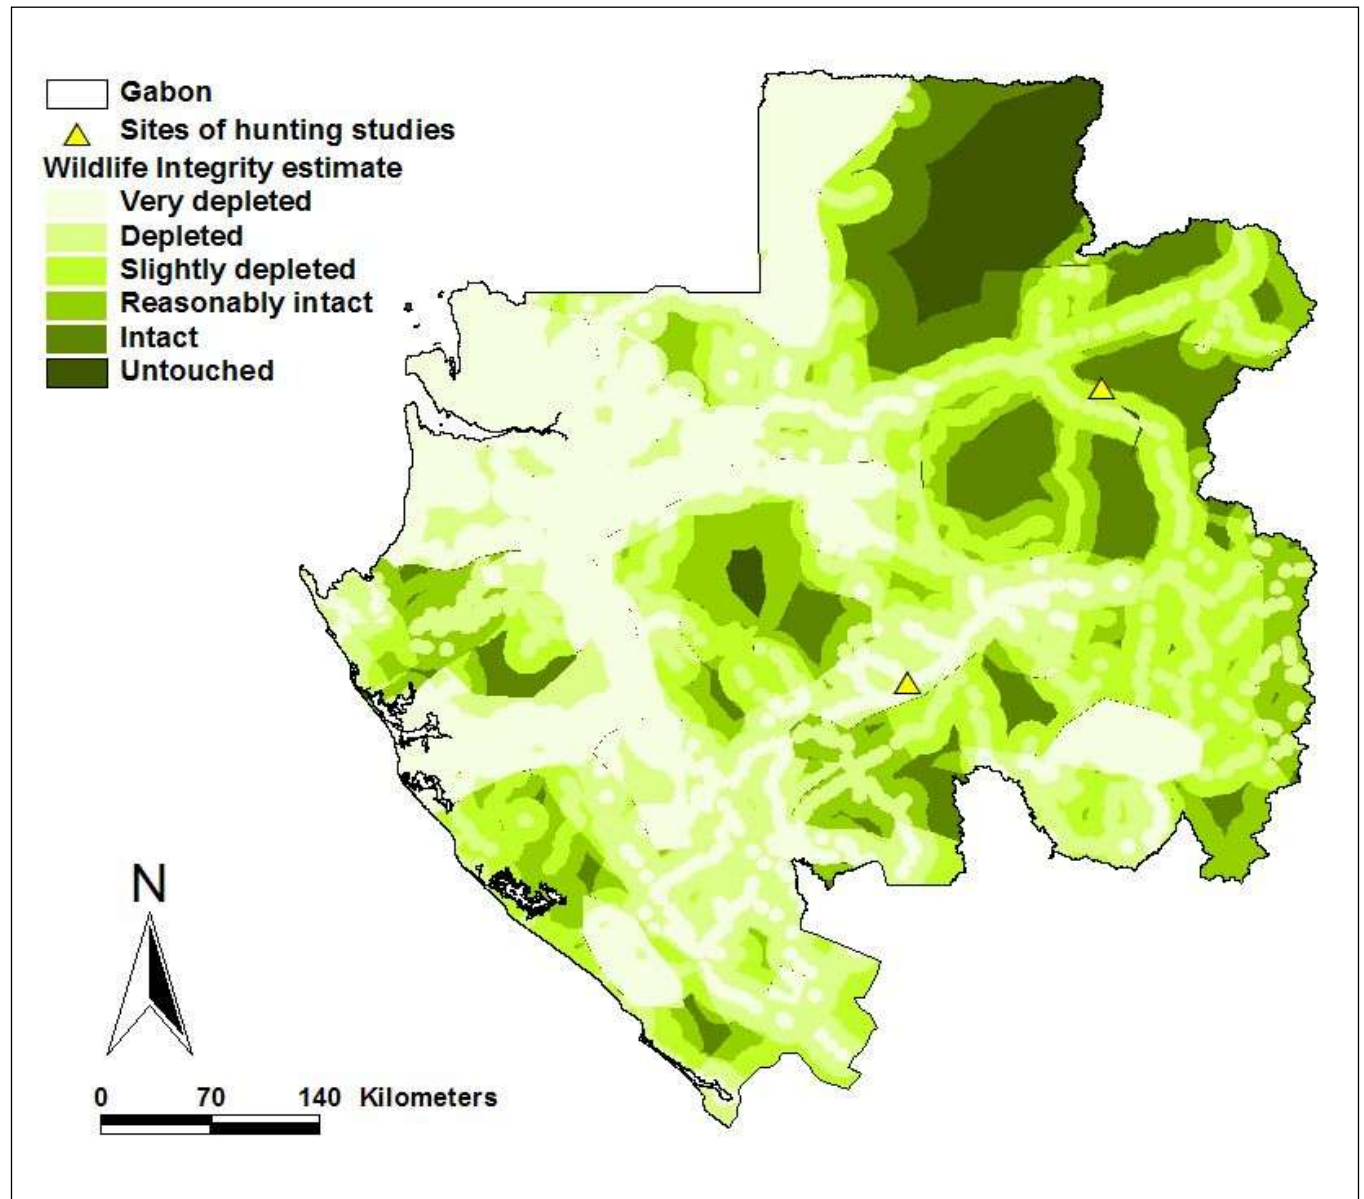 Gabon
Sites of hunting studies
Wildlife Integrity estimate
Very depleted
Depleted
Slightly depleted
Reasonably intact
Intact
Untouched
N
0 70 140 Kilometers